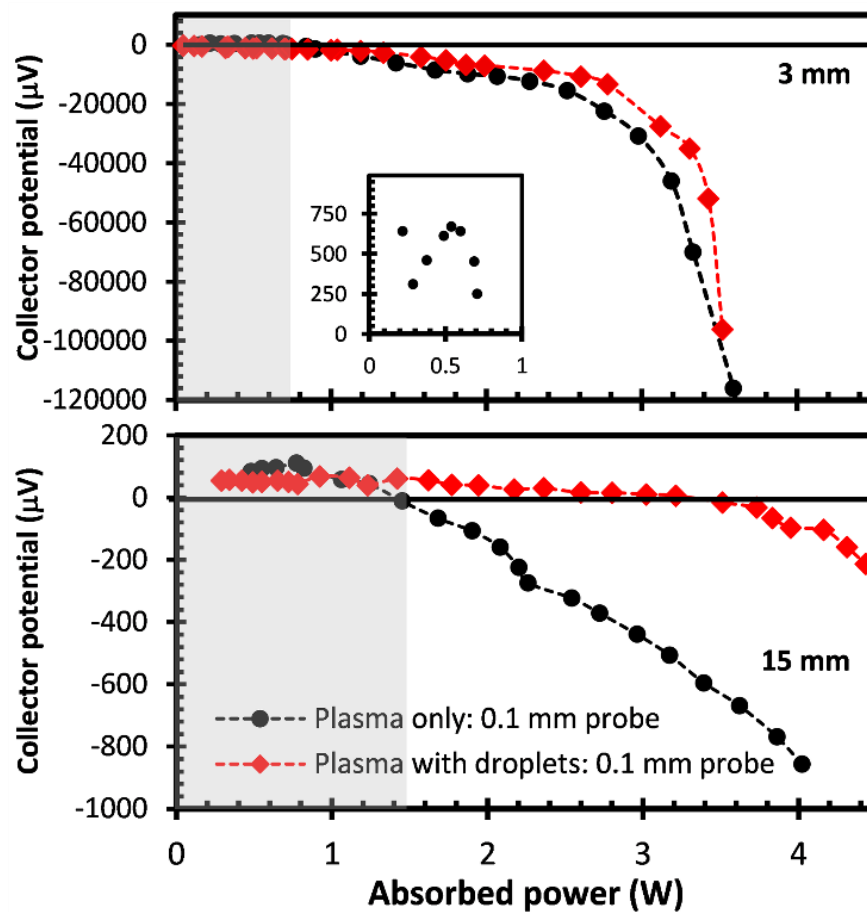 Collector potential (µV)
0
-20000
-40000
-60000
-80000
-100000
-120000
3 mm
750
500
250
0
0 0.5 1
Collector potential (µV)
200
0
-200
-400
-600
-800
-1000
15 mm
Plasma only: 0.1 mm probe
Plasma with droplets: 0.1 mm probe
0 1 2 3 4
Absorbed power (W)